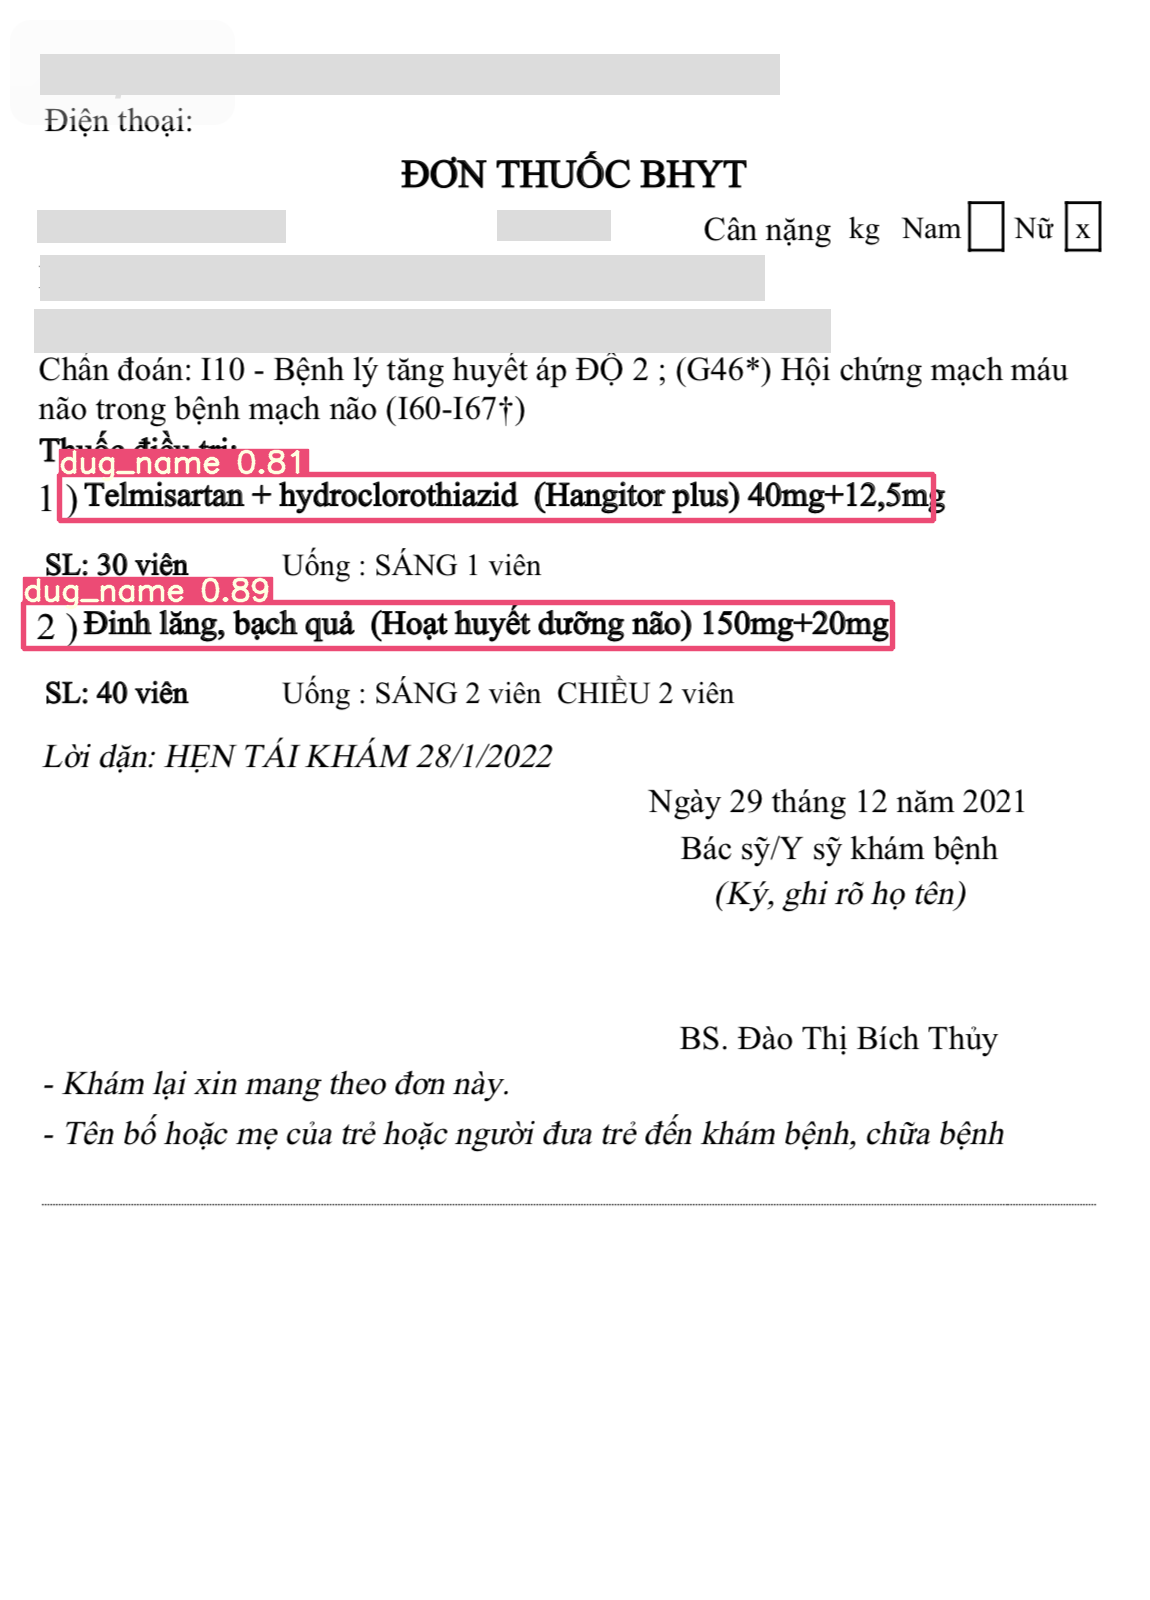 Điện thoại:
ĐƠN THUỐC BHYT
Cân nặng kg Nam Nữ x
Chẩn đoán: I10 - Bệnh lý tăng huyết áp ĐỘ 2 ; (G46*) Hội chứng mạch máu
não trong bệnh mạch não (I60-I67†)
Thuốc điều trị:
dug_name 0.81
1 ) Telmisartan + hydroclorothiazid (Hangitor plus) 40mg+12,5mg
SL: 30 viên Uống : SÁNG 1 viên
dug_name 0.89
2 ) Đinh lăng, bạch quả (Hoạt huyết dưỡng não) 150mg+20mg
SL: 40 viên Uống : SÁNG 2 viên CHIỀU 2 viên
Lời dặn: HẸN TÁI KHÁM 28/1/2022
Ngày 29 tháng 12 năm 2021
Bác sỹ/Y sỹ khám bệnh
(Ký, ghi rõ họ tên)
BS. Đào Thị Bích Thủy
- Khám lại xin mang theo đơn này.
- Tên bố hoặc mẹ của trẻ hoặc người đưa trẻ đến khám bệnh, chữa bệnh